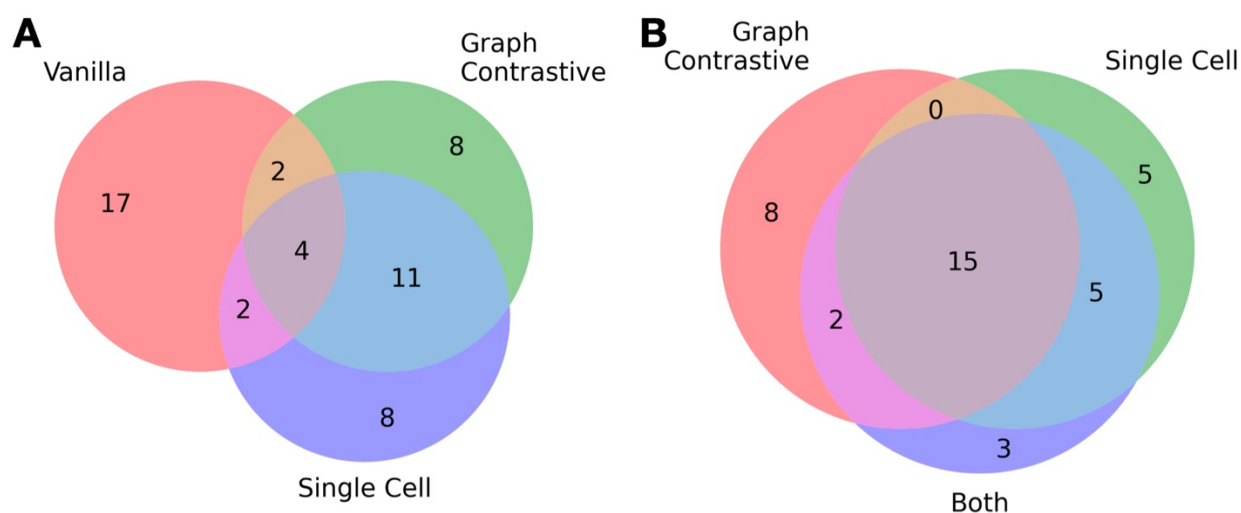 A
Vanilla
Graph
Contrastive
17
2
8
4
11
2
8
Single Cell
B
Graph
Contrastive
Single Cell
0
5
8
15
5
2
3
Both